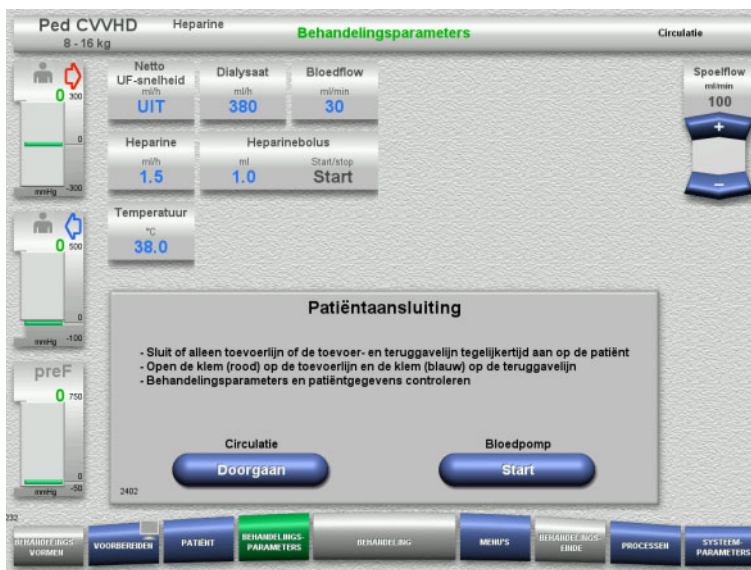 Ped CVVHD
8 - 16 kg
Heparine
Behandelingsparameters
Circulatie
0
300
0
-300
mmHg
0
500
0
-100
mmHg
preF
0
750
0
-50
mmHg
Netto
UF-snelheid
ml/h
UIT
Dialysaat
ml/h
380
Bloedflow
ml/min
30
Heparine
ml/h
1.5
Heparinebolus
ml
1.0
Start/stop
Start
Temperatuur
°C
38.0
Spoelflow
ml/min
100
+
–
Patiëntaansluiting
- Sluit of alleen toevoerlijn of de toevoer- en teruggavelijn tegelijkertijd aan op de patiënt
- Open de klem (rood) op de toevoerlijn en de klem (blauw) op de teruggavelijn
- Behandelingsparameters en patiëntgegevens controleren
Circulatie
Doorgaan
Bloedpomp
Start
2402
232
BEHANDELINGS-
VORMEN
VOORBEREIDEN
PATIËNT
BEHANDELINGS-
PARAMETERS
BEHANDELING
MENU'S
BEHANDELINGS-
EINDE
PROCESSEN
SYSTEEM-
PARAMETERS